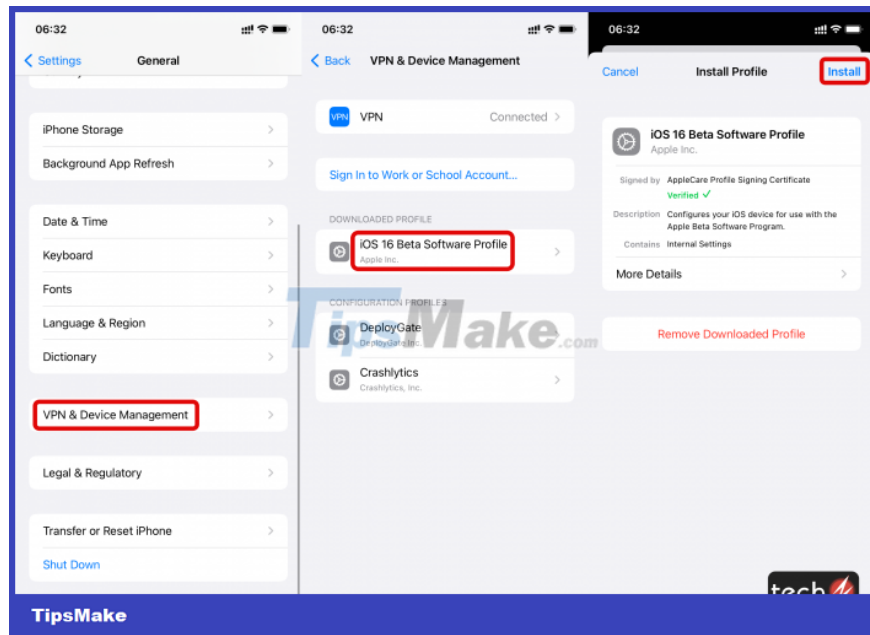 06:32
Settings
General
iPhone Storage
Background App Refresh
Date & Time
Keyboard
Fonts
Language & Region
Dictionary
VPN & Device Management
Legal & Regulatory
Transfer or Reset iPhone
Shut Down
06:32
Back
VPN & Device Management
VPN
VPN
Connected
Sign In to Work or School Account...
DOWNLOADED PROFILE
iOS 16 Beta Software Profile
Apple Inc.
CONFIGURATION PROFILES
DeployGate
DeployGate Inc.
Crashlytics
Crashlytics, Inc.
06:32
Cancel
Install Profile
Install
iOS 16 Beta Software Profile
Apple Inc.
Signed by AppleCare Profile Signing Certificate
Verified ✓
Description Configures your iOS device for use with the
Apple Beta Software Program.
Contains Internal Settings
More Details
Remove Downloaded Profile
TipsMake.com
tech
TipsMake